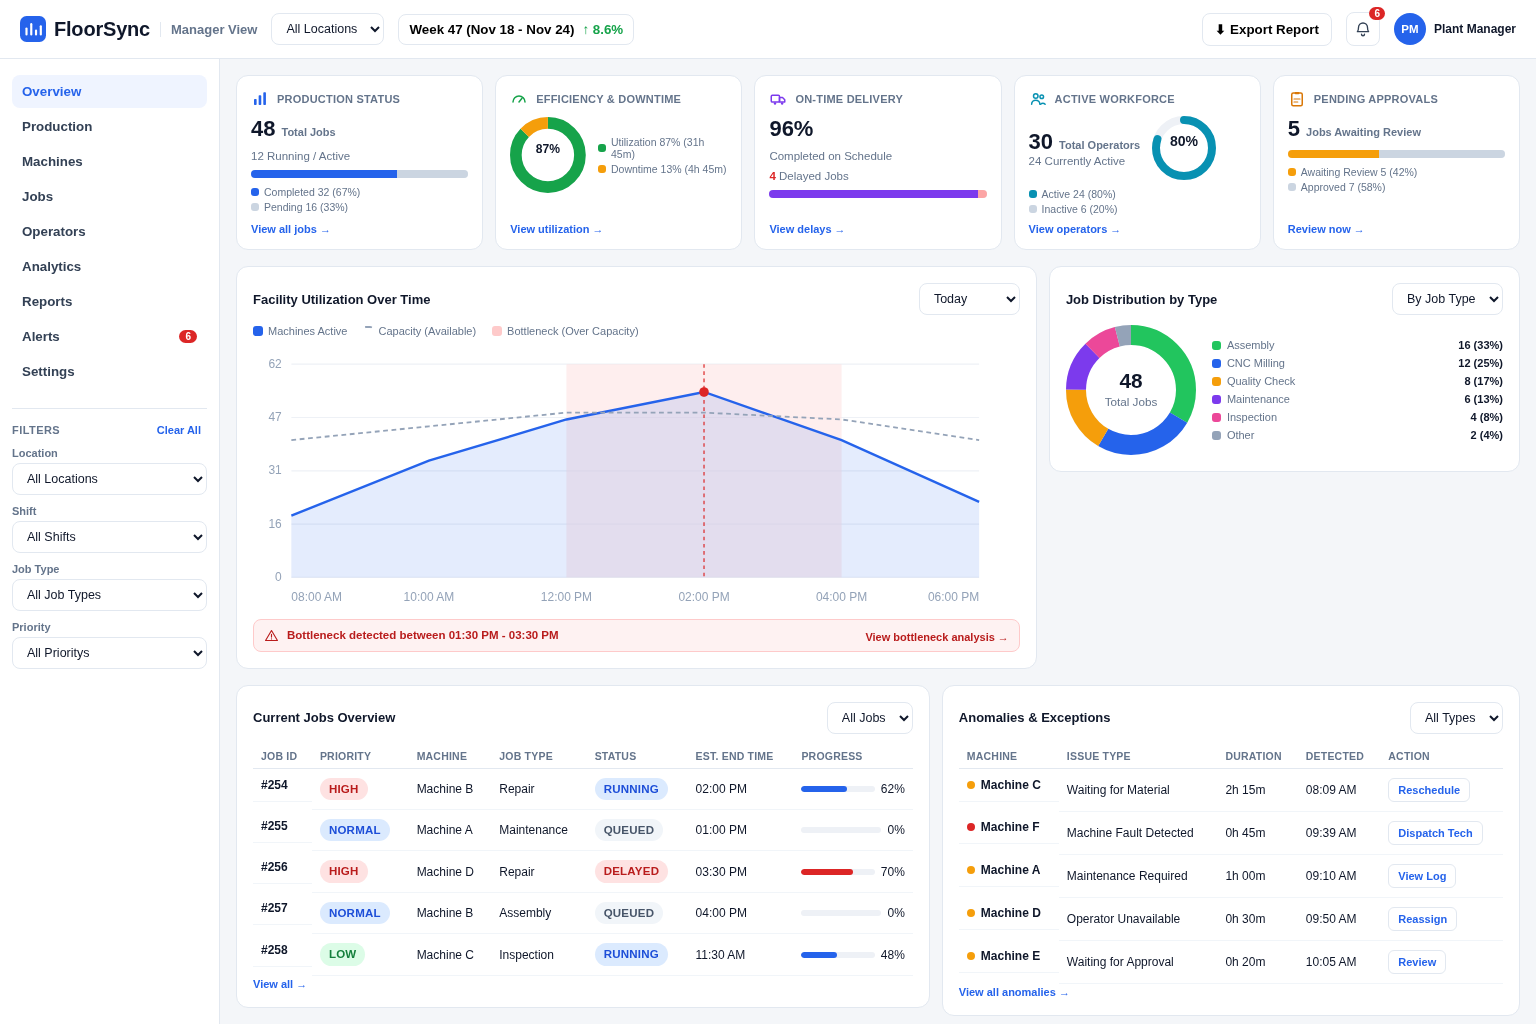 FloorSync
Manager View
All Locations
Week 47 (Nov 18 - Nov 24) ↑ 8.6%
⬇ Export Report
6
PM
Plant Manager
Overview
Production
Machines
Jobs
Operators
Analytics
Reports
Alerts 6
Settings
FILTERS Clear All
Location
All Locations
Shift
All Shifts
Job Type
All Job Types
Priority
All Prioritys
PRODUCTION STATUS
48 Total Jobs
12 Running / Active
Completed 32 (67%)
Pending 16 (33%)
View all jobs →
EFFICIENCY & DOWNTIME
87%
Utilization 87% (31h
45m)
Downtime 13% (4h 45m)
View utilization →
ON-TIME DELIVERY
96%
Completed on Schedule
4 Delayed Jobs
View delays →
ACTIVE WORKFORCE
30 Total Operators
24 Currently Active
80%
Active 24 (80%)
Inactive 6 (20%)
View operators →
PENDING APPROVALS
5 Jobs Awaiting Review
Awaiting Review 5 (42%)
Approved 7 (58%)
Review now →
Facility Utilization Over Time
Today
Machines Active Capacity (Available) Bottleneck (Over Capacity)
62
47
31
16
0
08:00 AM 10:00 AM 12:00 PM 02:00 PM 04:00 PM 06:00 PM
Bottleneck detected between 01:30 PM - 03:30 PM View bottleneck analysis →
Job Distribution by Type
By Job Type
48
Total Jobs
Assembly 16 (33%)
CNC Milling 12 (25%)
Quality Check 8 (17%)
Maintenance 6 (13%)
Inspection 4 (8%)
Other 2 (4%)
Current Jobs Overview
All Jobs
JOB ID PRIORITY MACHINE JOB TYPE STATUS EST. END TIME PROGRESS
#254 HIGH Machine B Repair RUNNING 02:00 PM 62%
#255 NORMAL Machine A Maintenance QUEUED 01:00 PM 0%
#256 HIGH Machine D Repair DELAYED 03:30 PM 70%
#257 NORMAL Machine B Assembly QUEUED 04:00 PM 0%
#258 LOW Machine C Inspection RUNNING 11:30 AM 48%
View all →
Anomalies & Exceptions
All Types
MACHINE ISSUE TYPE DURATION DETECTED ACTION
Machine C Waiting for Material 2h 15m 08:09 AM Reschedule
Machine F Machine Fault Detected 0h 45m 09:39 AM Dispatch Tech
Machine A Maintenance Required 1h 00m 09:10 AM View Log
Machine D Operator Unavailable 0h 30m 09:50 AM Reassign
Machine E Waiting for Approval 0h 20m 10:05 AM Review
View all anomalies →